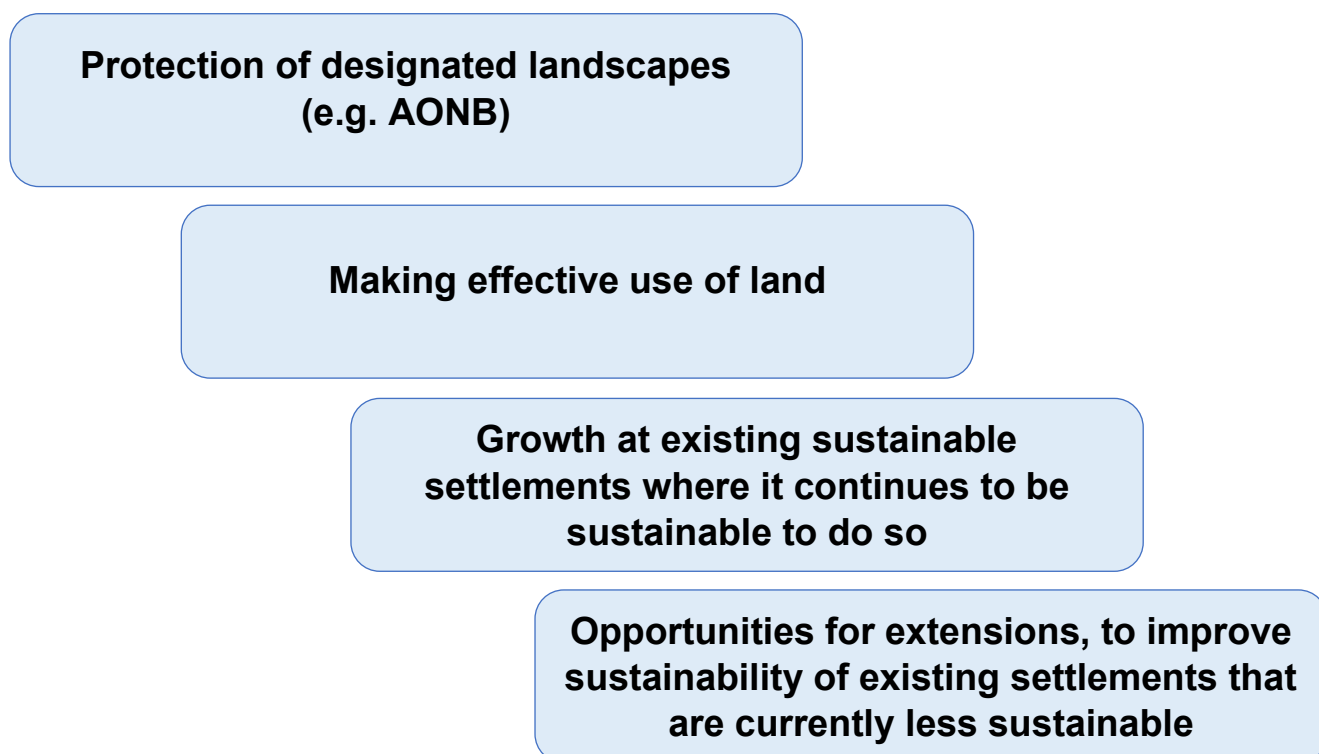 Protection of designated landscapes
(e.g. AONB)
Making effective use of land
Growth at existing sustainable
settlements where it continues to be
sustainable to do so
Opportunities for extensions, to improve
sustainability of existing settlements that
are currently less sustainable